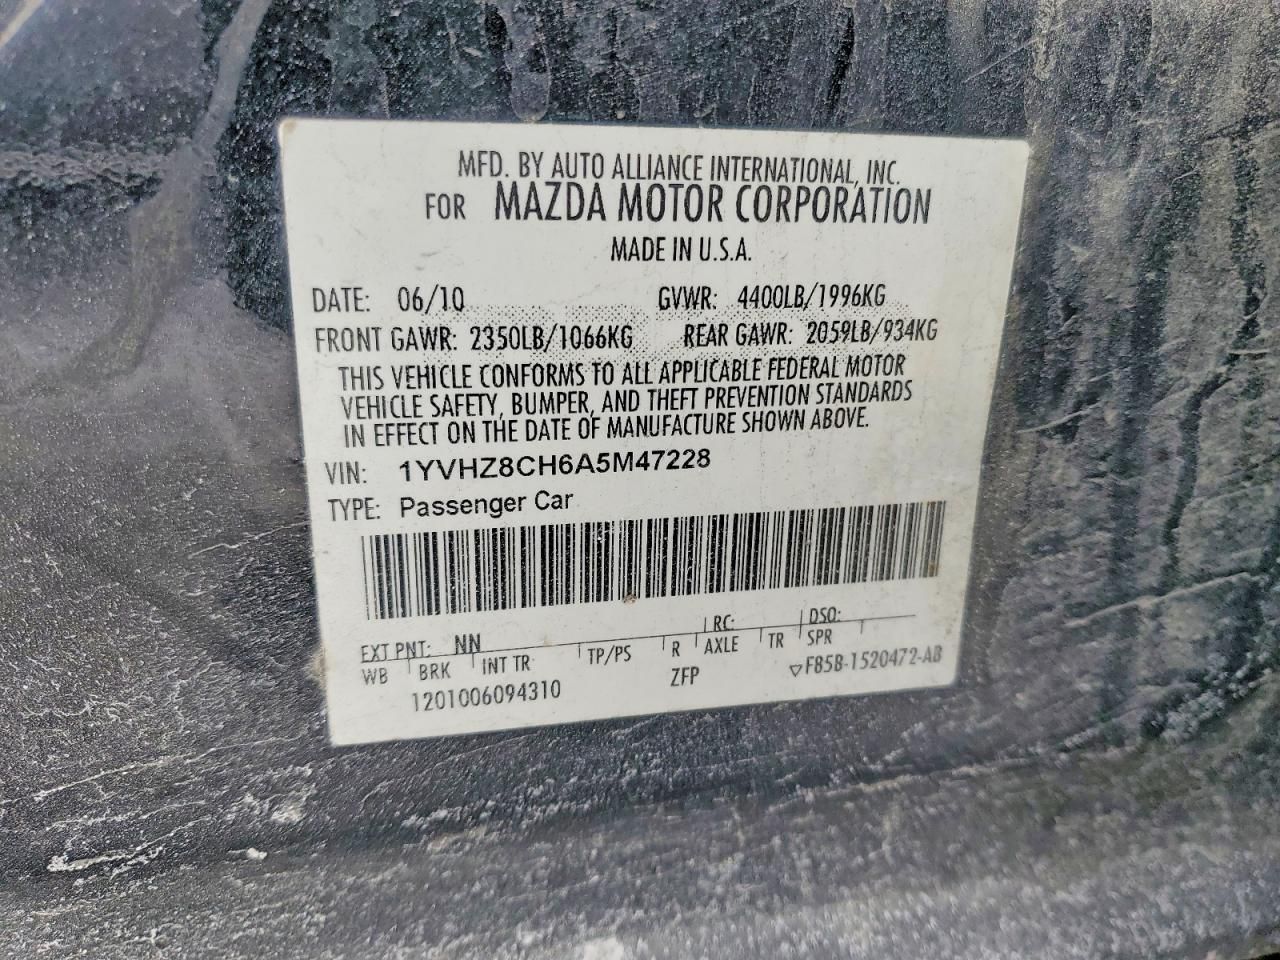 MFD. BY AUTO ALLIANCE INTERNATIONAL, INC.
FOR MAZDA MOTOR CORPORATION
MADE IN U.S.A.
DATE: 06/10 GVWR: 4400LB/1996KG
FRONT GAWR: 2350LB/1066KG REAR GAWR: 2059LB/934KG
THIS VEHICLE CONFORMS TO ALL APPLICABLE FEDERAL MOTOR
VEHICLE SAFETY, BUMPER, AND THEFT PREVENTION STANDARDS
IN EFFECT ON THE DATE OF MANUFACTURE SHOWN ABOVE.
VIN: 1YVHZ8CH6A5M47228
TYPE: Passenger Car
EXT PNT: NN RC: DSO:
WB BRK INT TR TP/PS R AXLE TR SPR
1201006094310 ZFP ▽F85B-1520472-AB